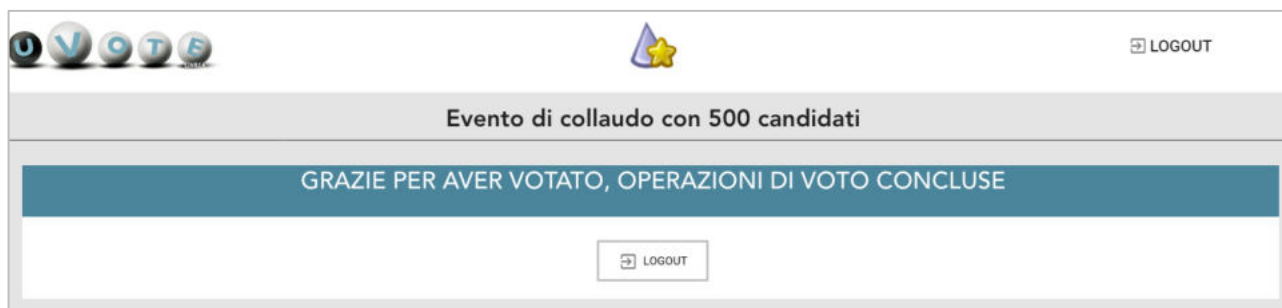 UVOTE
LOGOUT
Evento di collaudo con 500 candidati
GRAZIE PER AVER VOTATO, OPERAZIONI DI VOTO CONCLUSE
LOGOUT